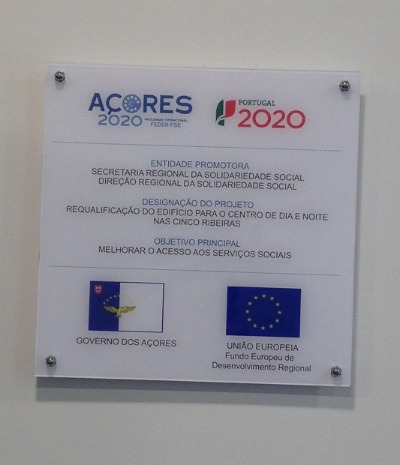 AÇORES
2020 PROGRAMA OPERACIONAL
FEDER FSE
PORTUGAL
2020
ENTIDADE PROMOTORA
SECRETARIA REGIONAL DA SOLIDARIEDADE SOCIAL
DIREÇÃO REGIONAL DA SOLIDARIEDADE SOCIAL
DESIGNAÇÃO DO PROJETO
REQUALIFICAÇÃO DO EDIFÍCIO PARA O CENTRO DE DIA E NOITE
NAS CINCO RIBEIRAS
OBJETIVO PRINCIPAL
MELHORAR O ACESSO AOS SERVIÇOS SOCIAIS
GOVERNO DOS AÇORES
UNIÃO EUROPEIA
Fundo Europeu de
Desenvolvimento Regional